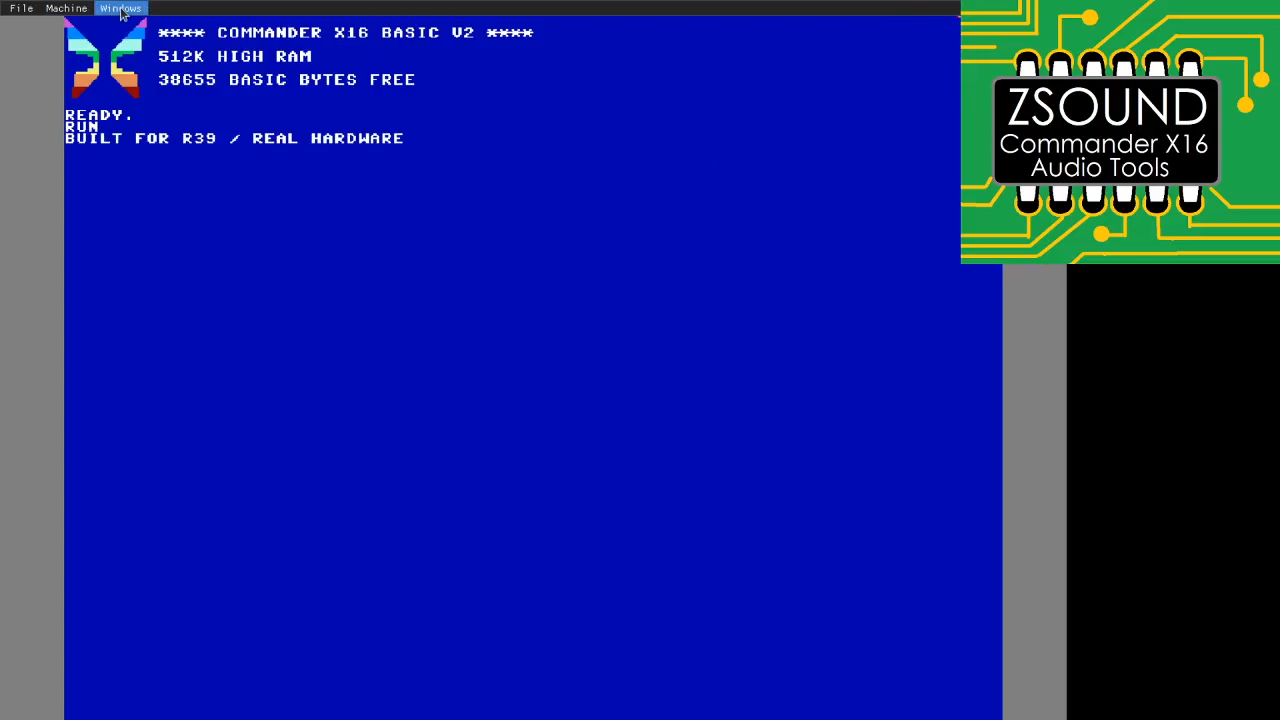 File Machine Windows
**** COMMANDER X16 BASIC V2 ****
512K HIGH RAM
38655 BASIC BYTES FREE
READY.
RUN
BUILT FOR R39 / REAL HARDWARE
ZSOUND
Commander X16
Audio Tools